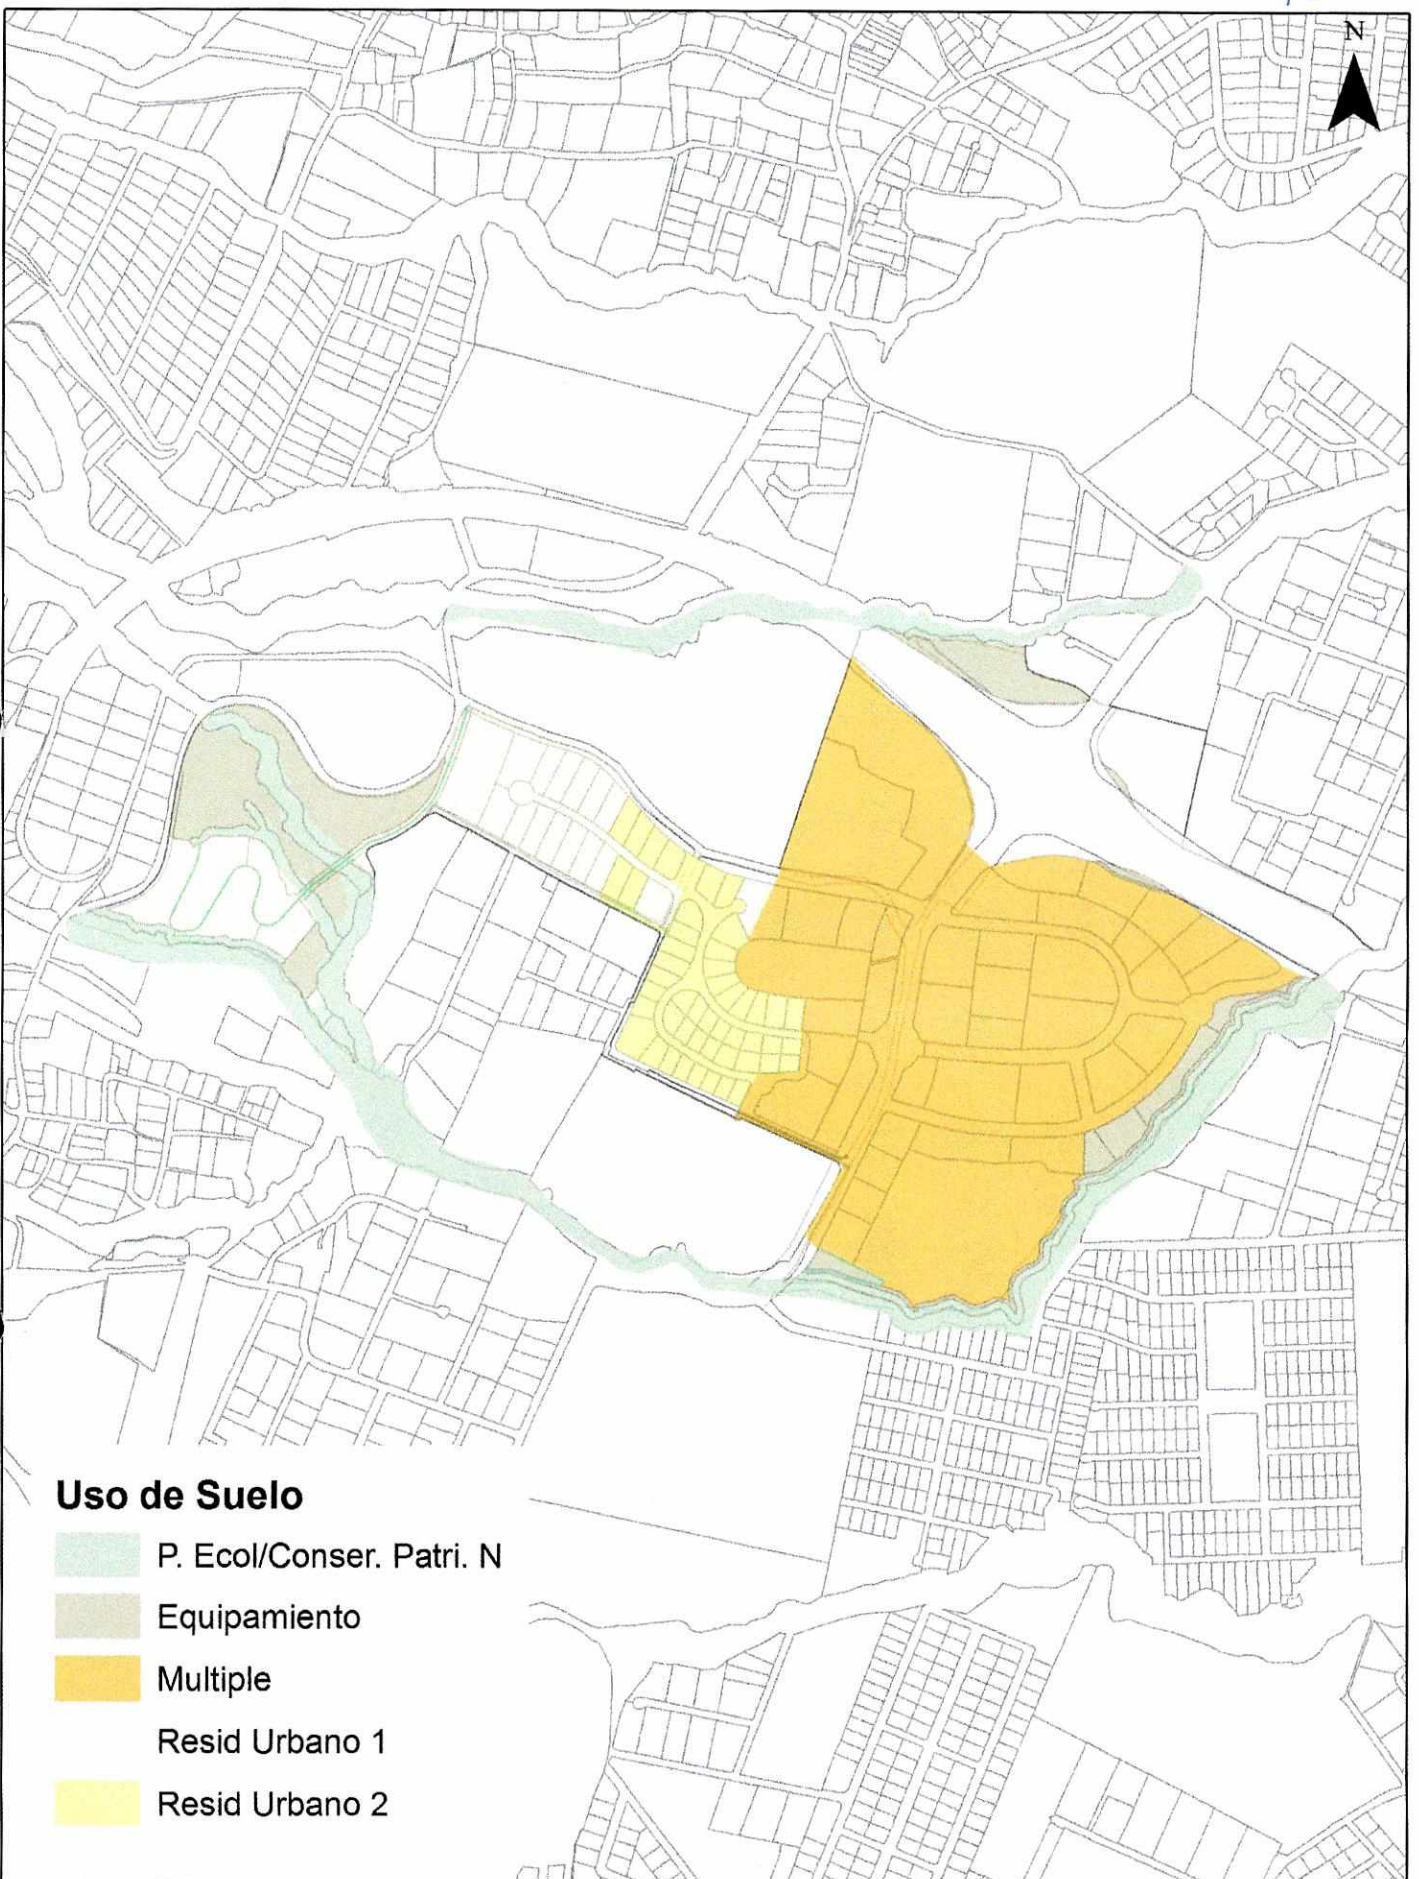 N
Uso de Suelo
P. Ecol/Conser. Patri. N
Equipamiento
Multiple
Resid Urbano 1
Resid Urbano 2